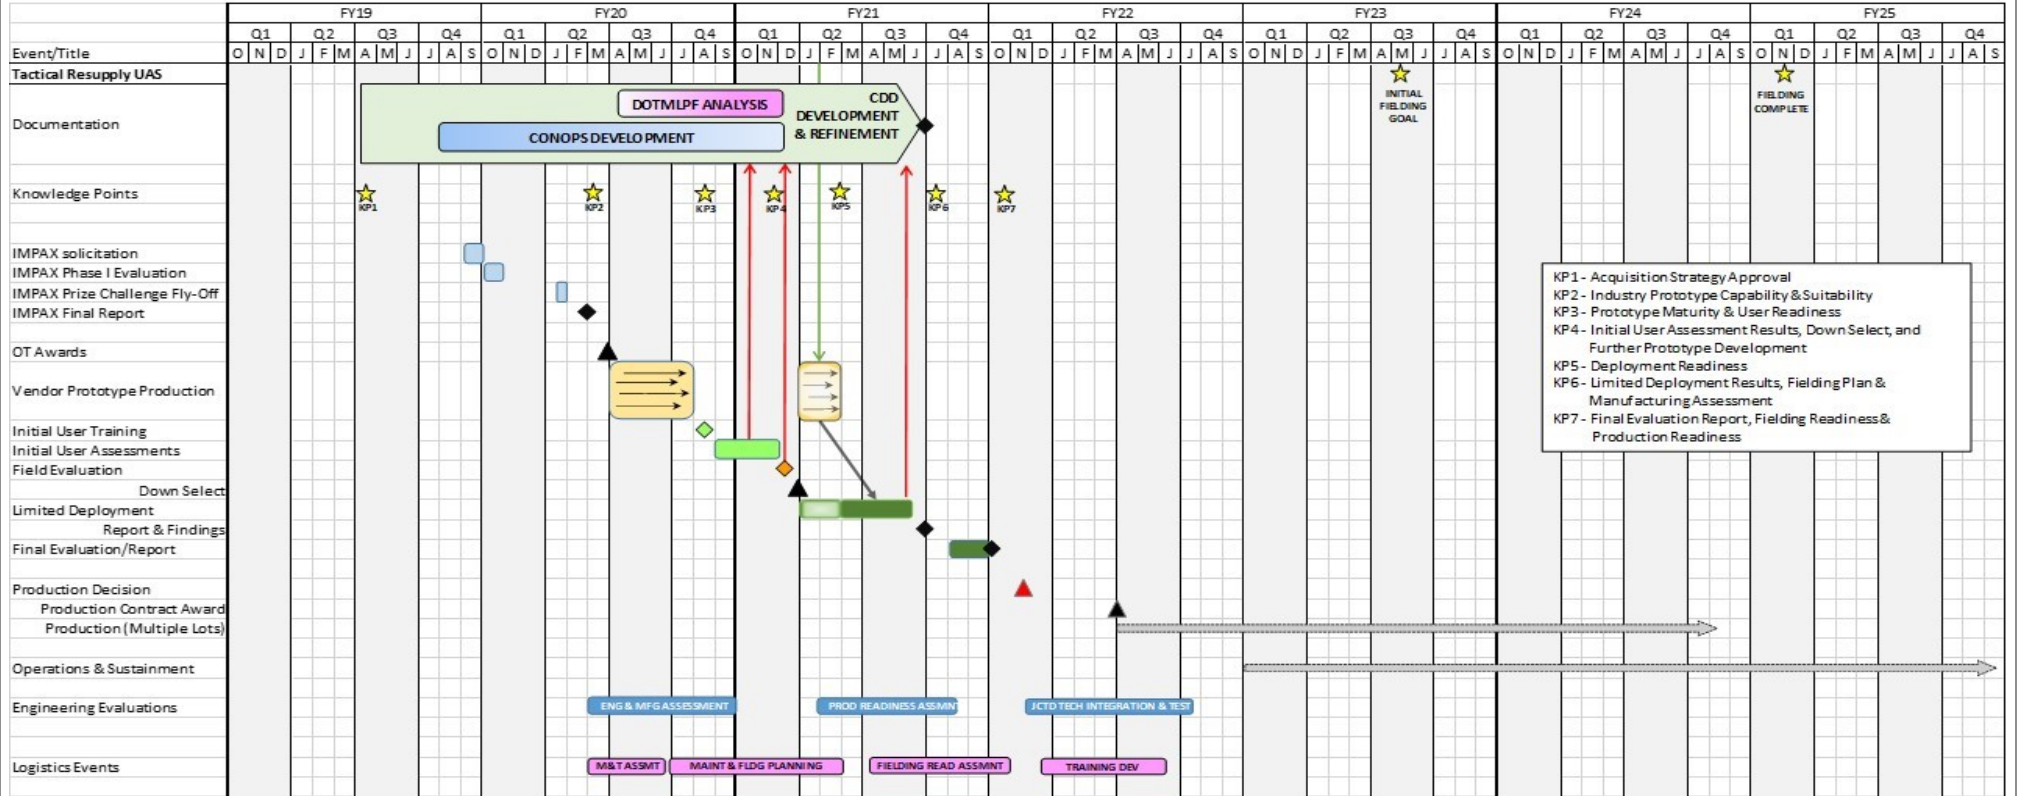 FY19 FY20 FY21 FY22 FY23 FY24 FY25
Q1 Q2 Q3 Q4 Q1 Q2 Q3 Q4 Q1 Q2 Q3 Q4 Q1 Q2 Q3 Q4 Q1 Q2 Q3 Q4 Q1 Q2 Q3 Q4 Q1 Q2 Q3 Q4
Event/Title O N D J F M A M J J A S O N D J F M A M J J A S O N D J F M A M J J A S O N D J F M A M J J A S O N D J F M A M J J A S O N D J F M A M J J A S O N D J F M A M J J A S
Tactical Resupply UAS
INITIAL
FIELDING
GOAL
FIELDING
COMPLETE
Documentation
DOTMLPF ANALYSIS
CONOPS DEVELOPMENT
CDD
DEVELOPMENT
& REFINEMENT
Knowledge Points
KP1 KP2 KP3 KP4 KP5 KP6 KP7
IMPAX solicitation
IMPAX Phase I Evaluation
IMPAX Prize Challenge Fly-Off
IMPAX Final Report
OT Awards
Vendor Prototype Production
Initial User Training
Initial User Assessments
Field Evaluation
Down Select
Limited Deployment
Report & Findings
Final Evaluation/Report
KP1 - Acquisition Strategy Approval
KP2 - Industry Prototype Capability & Suitability
KP3 - Prototype Maturity & User Readiness
KP4 - Initial User Assessment Results, Down Select, and
Further Prototype Development
KP5 - Deployment Readiness
KP6 - Limited Deployment Results, Fielding Plan &
Manufacturing Assessment
KP7 - Final Evaluation Report, Fielding Readiness &
Production Readiness
Production Decision
Production Contract Award
Production (Multiple Lots)
Operations & Sustainment
Engineering Evaluations
ENG & MFG ASSESSMENT PROD READINESS ASSMNT JCTD TECH INTEGRATION & TEST
Logistics Events
M&T ASSMT MAINT & FLDG PLANNING FIELDING READ ASSMNT TRAINING DEV